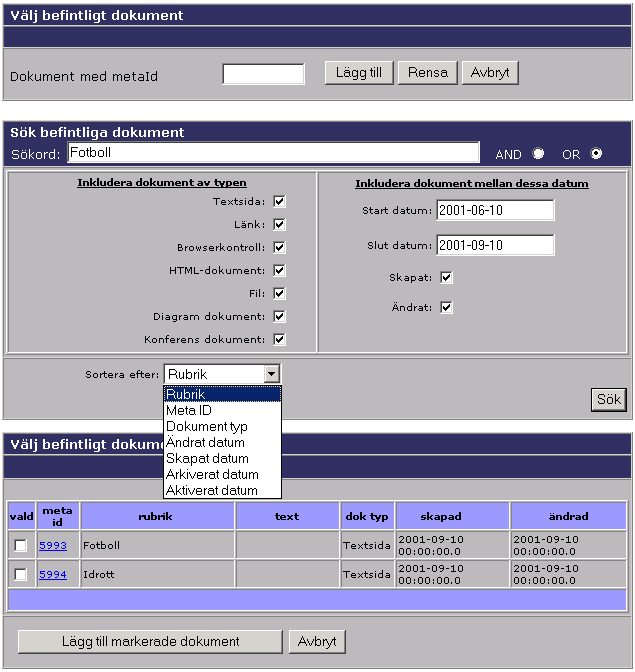 Välj befintligt dokument
Dokument med metaId Lägg till Rensa Avbryt
Sök befintliga dokument
Sökord: Fotboll AND OR
Inkludera dokument av typen
Textsida:
Länk:
Browserkontroll:
HTML-dokument:
Fil:
Diagram dokument:
Konferens dokument:
Inkludera dokument mellan dessa datum
Start datum: 2001-06-10
Slut datum: 2001-09-10
Skapat:
Ändrat:
Sortera efter: Rubrik
Rubrik
Meta ID
Dokument typ
Ändrat datum
Skapat datum
Arkiverat datum
Aktiverat datum
Sök
Välj befintligt dokume
vald meta id rubrik text dok typ skapad ändrad
5993 Fotboll Textsida 2001-09-10 00:00:00.0 2001-09-10 00:00:00.0
5994 Idrott Textsida 2001-09-10 00:00:00.0 2001-09-10 00:00:00.0
Lägg till markerade dokument Avbryt